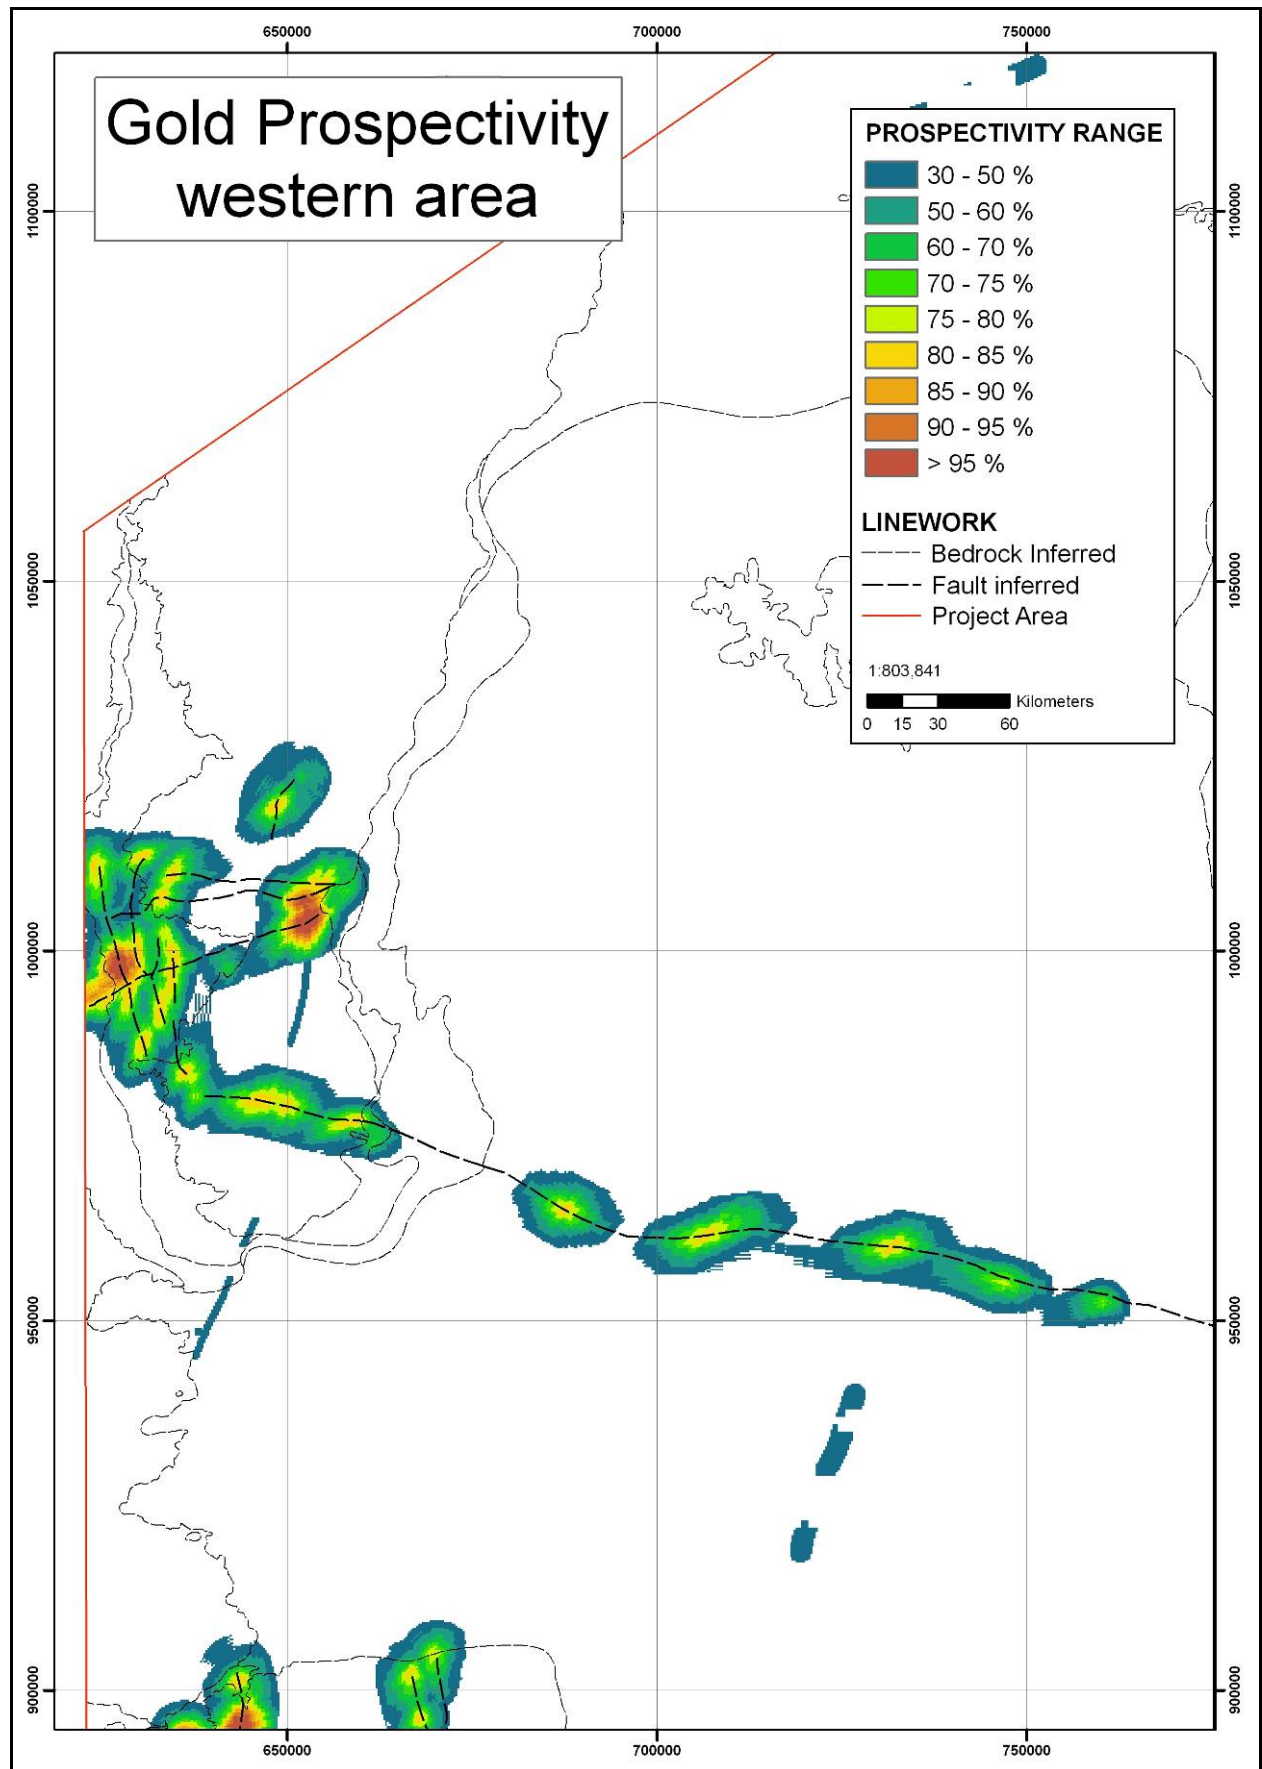 650000
700000
750000
Gold Prospectivity
western area
PROSPECTIVITY RANGE
30 - 50 %
50 - 60 %
60 - 70 %
70 - 75 %
75 - 80 %
80 - 85 %
85 - 90 %
90 - 95 %
> 95 %
LINEWORK
Bedrock Inferred
Fault inferred
Project Area
1:803,841
Kilometers
0 15 30 60
1100000
1100000
1050000
1050000
1000000
1000000
950000
950000
900000
900000
650000
700000
750000